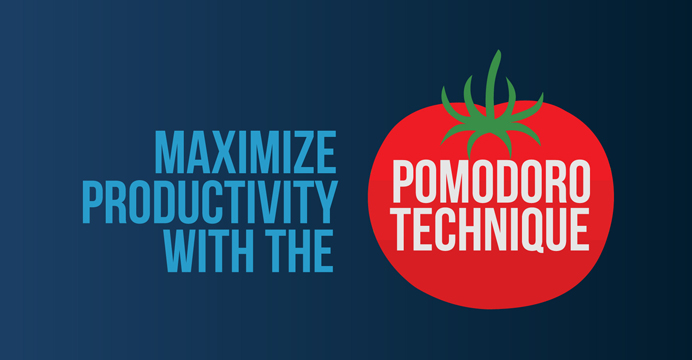 MAXIMIZE
PRODUCTIVITY
WITH THE
POMODORO
TECHNIQUE